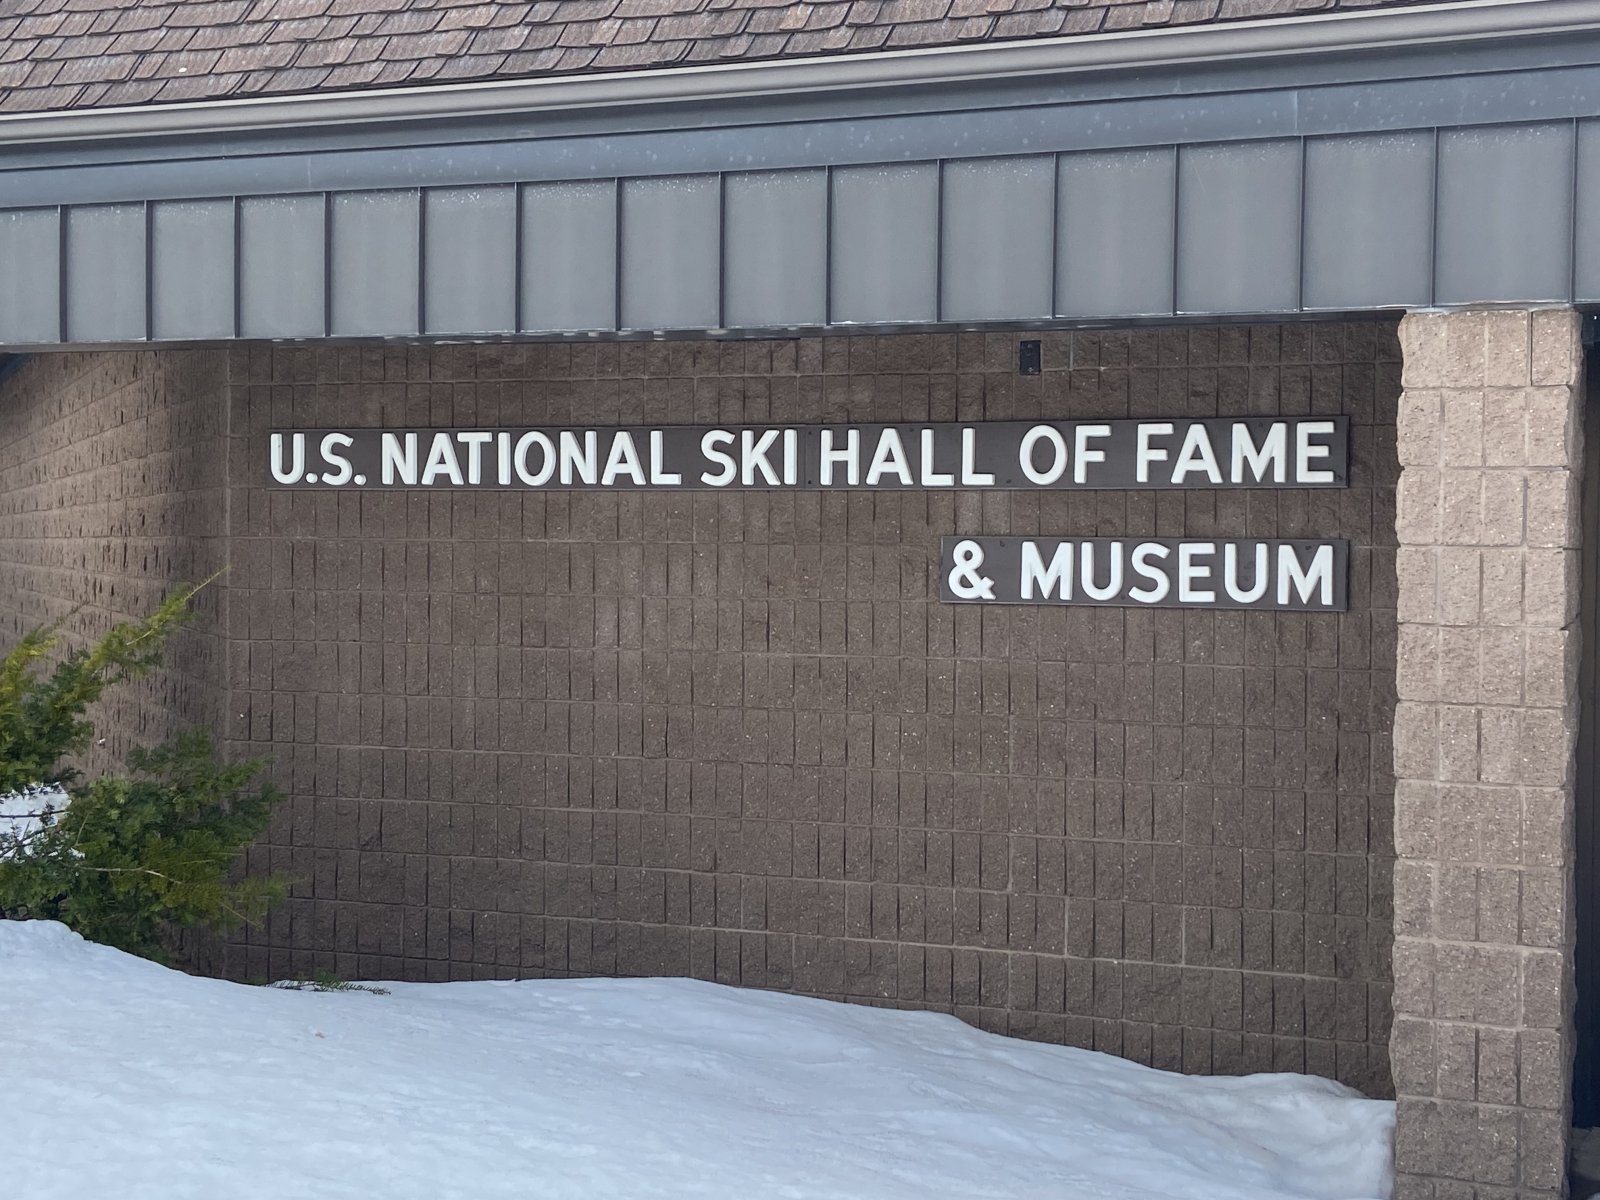 U.S. NATIONAL SKI HALL OF FAME
& MUSEUM